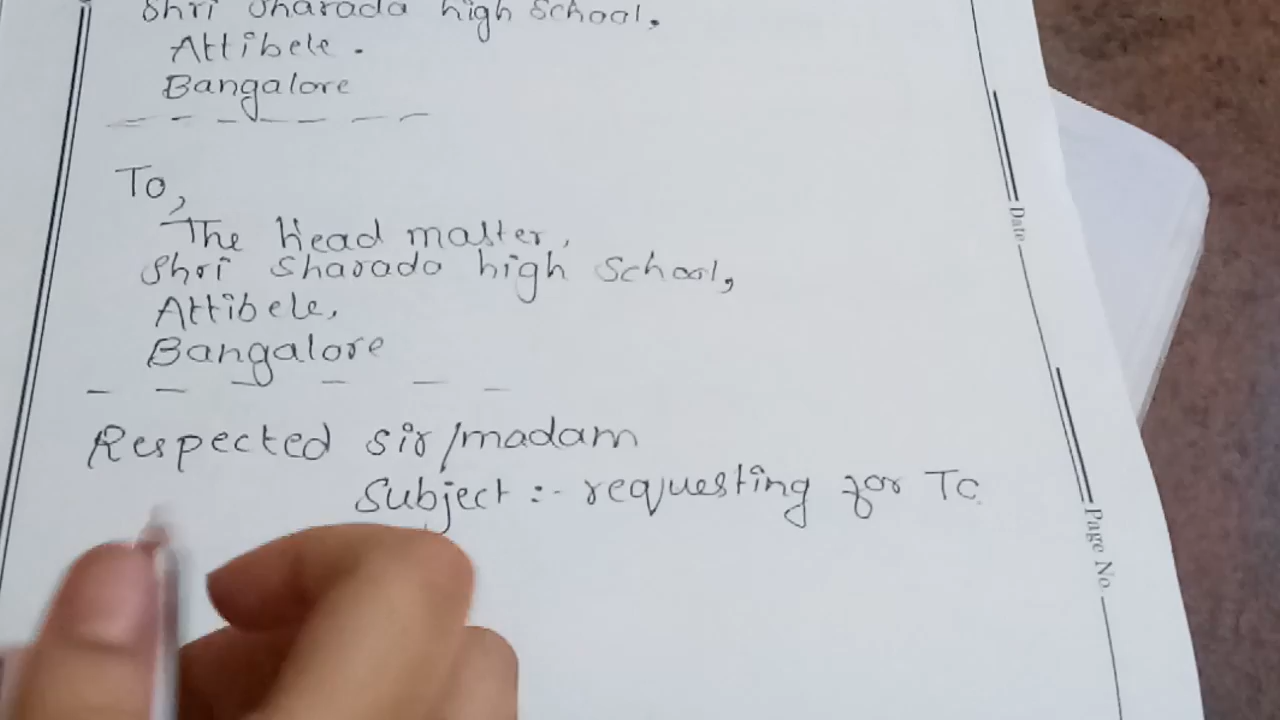 Shri Sharada high School,
Attibele.
Bangalore
To,
The Head master,
Shri Sharada high School,
Attibele,
Bangalore
Respected sir/madam
Subject :- requesting for TC
Date
Page No.